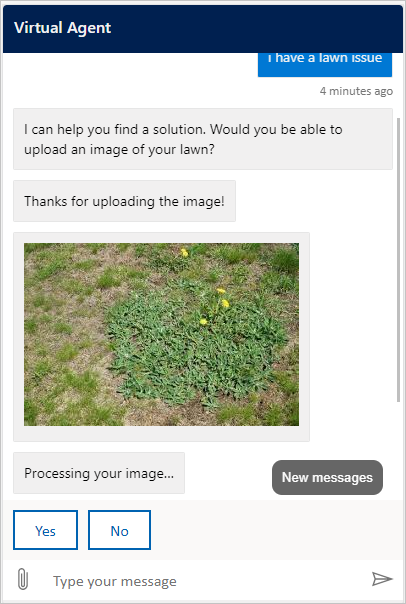 Virtual Agent
I have a lawn issue
4 minutes ago
I can help you find a solution. Would you be able to
upload an image of your lawn?
Thanks for uploading the image!
Processing your image...
New messages
Yes
No
Type your message